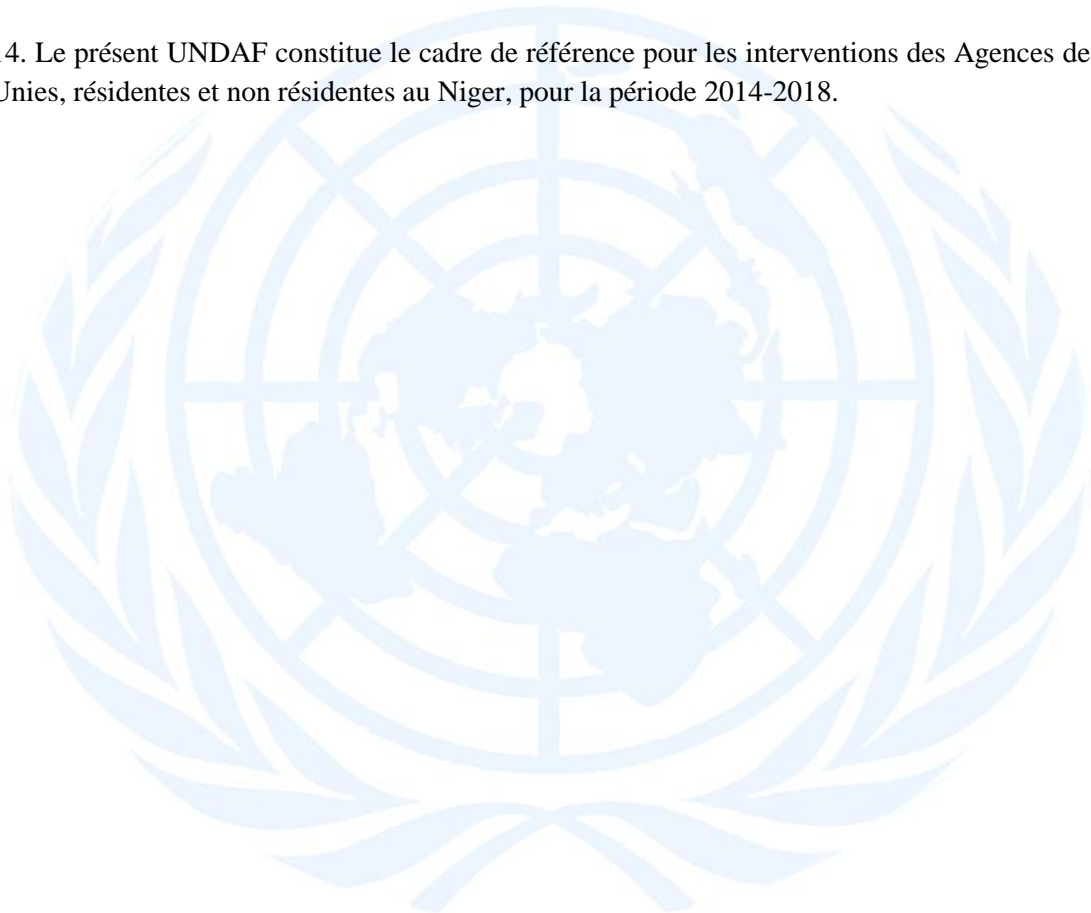 14. Le présent UNDAF constitue le cadre de référence pour les interventions des Agences de
Unies, résidentes et non résidentes au Niger, pour la période 2014-2018.